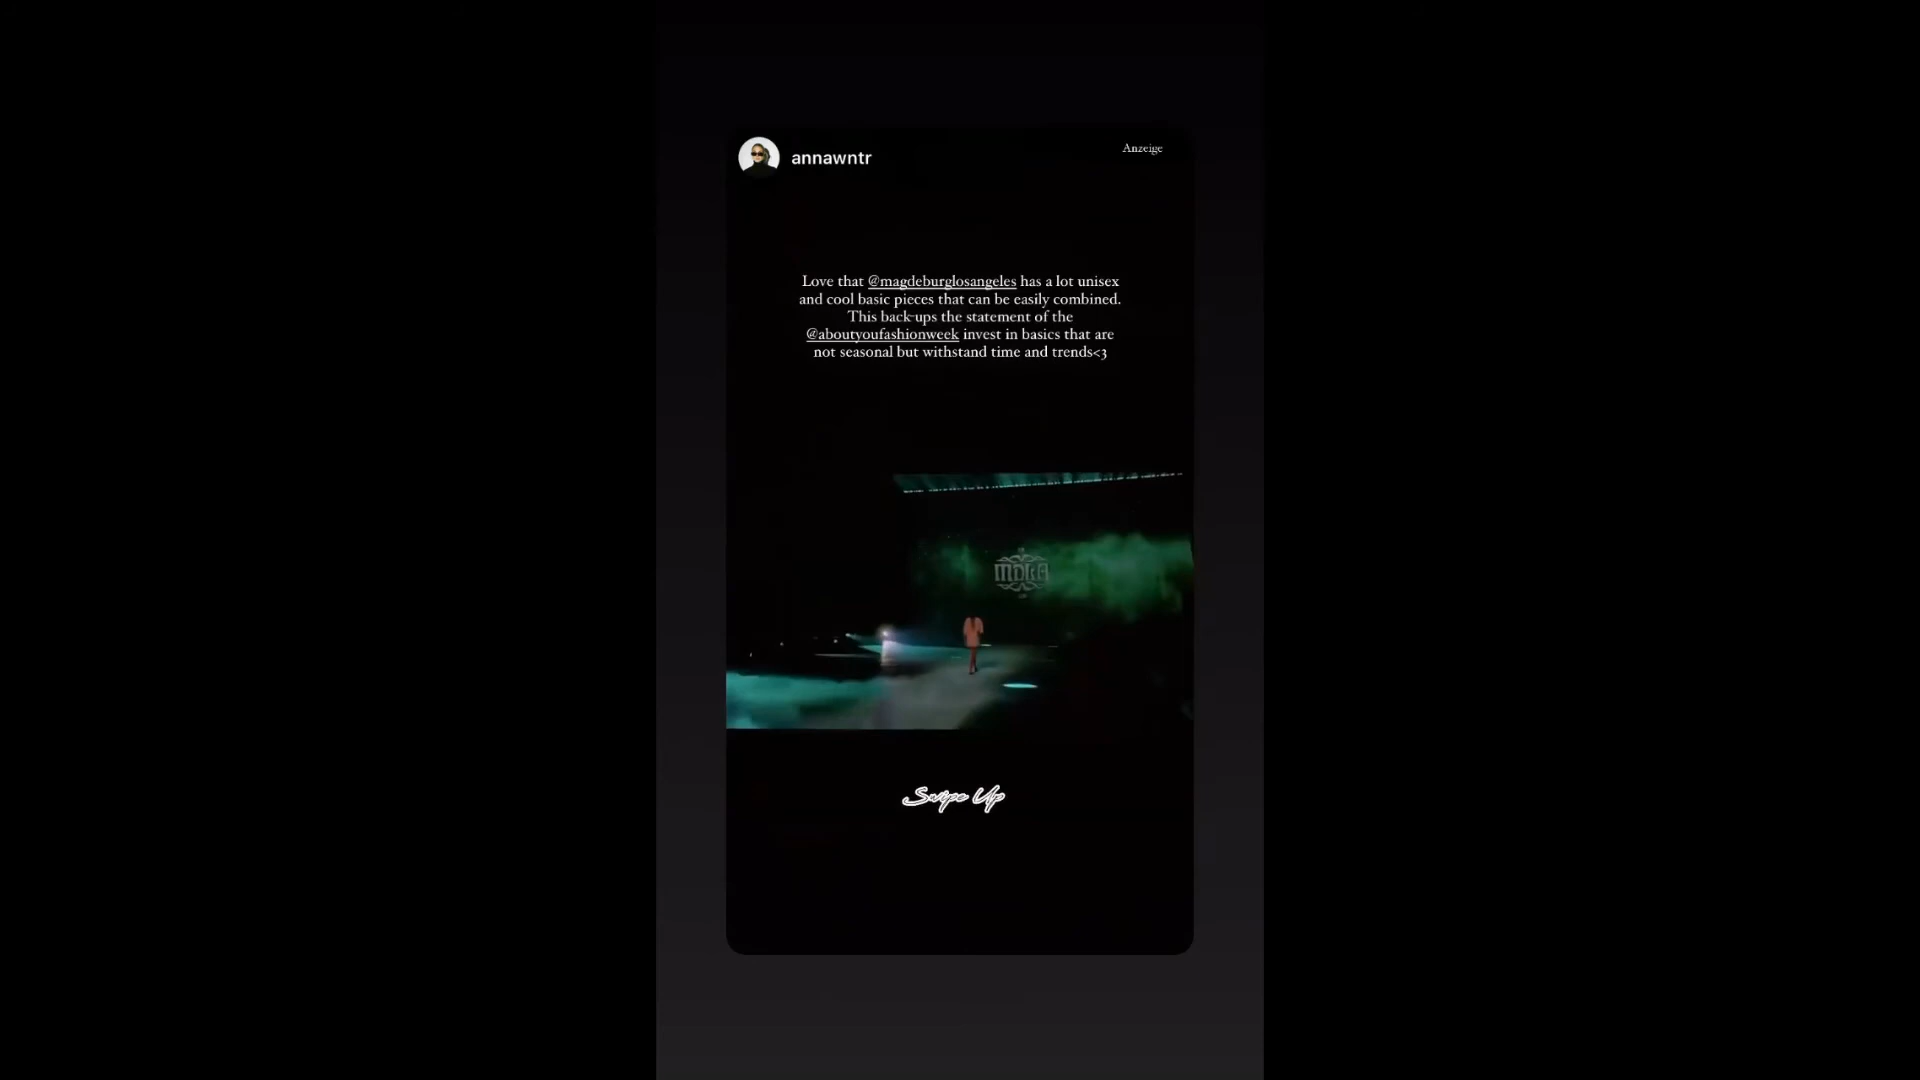 annawntr
Anzeige
Love that @magdeburglosangeles has a lot unisex
and cool basic pieces that can be easily combined.
This back-ups the statement of the
@aboutyoufashionweek invest in basics that are
not seasonal but withstand time and trends<3
MDLA
Swipe Up